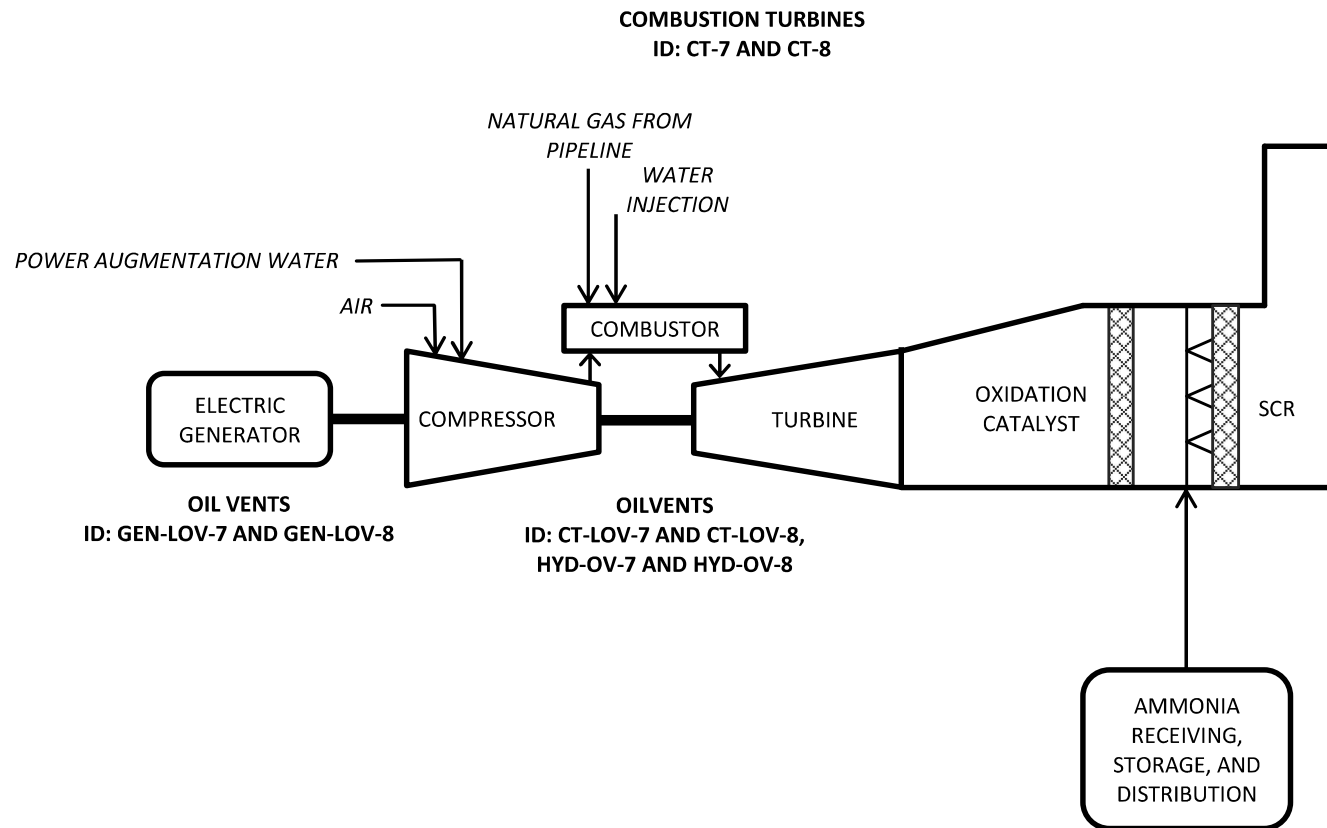 COMBUSTION TURBINES
ID: CT-7 AND CT-8
NATURAL GAS FROM
PIPELINE
WATER
INJECTION
POWER AUGMENTATION WATER
AIR
COMBUSTOR
ELECTRIC
GENERATOR
COMPRESSOR
TURBINE
OXIDATION
CATALYST
SCR
OIL VENTS
ID: GEN-LOV-7 AND GEN-LOV-8
OILVENTS
ID: CT-LOV-7 AND CT-LOV-8,
HYD-OV-7 AND HYD-OV-8
AMMONIA
RECEIVING,
STORAGE, AND
DISTRIBUTION